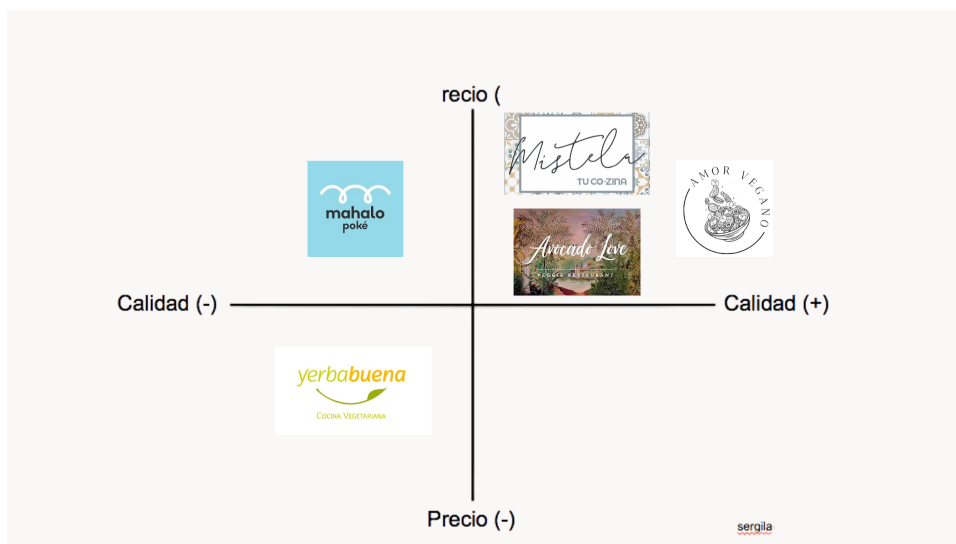 recio (
Mistela
TU CO-ZINA
AMOR VEGANO
mahalo
poké
Avocado Love
VEGGIE RESTAURANT
Calidad (-)
Calidad (+)
yerbabuena
COCINA VEGETARIANA
Precio (-)
sergila